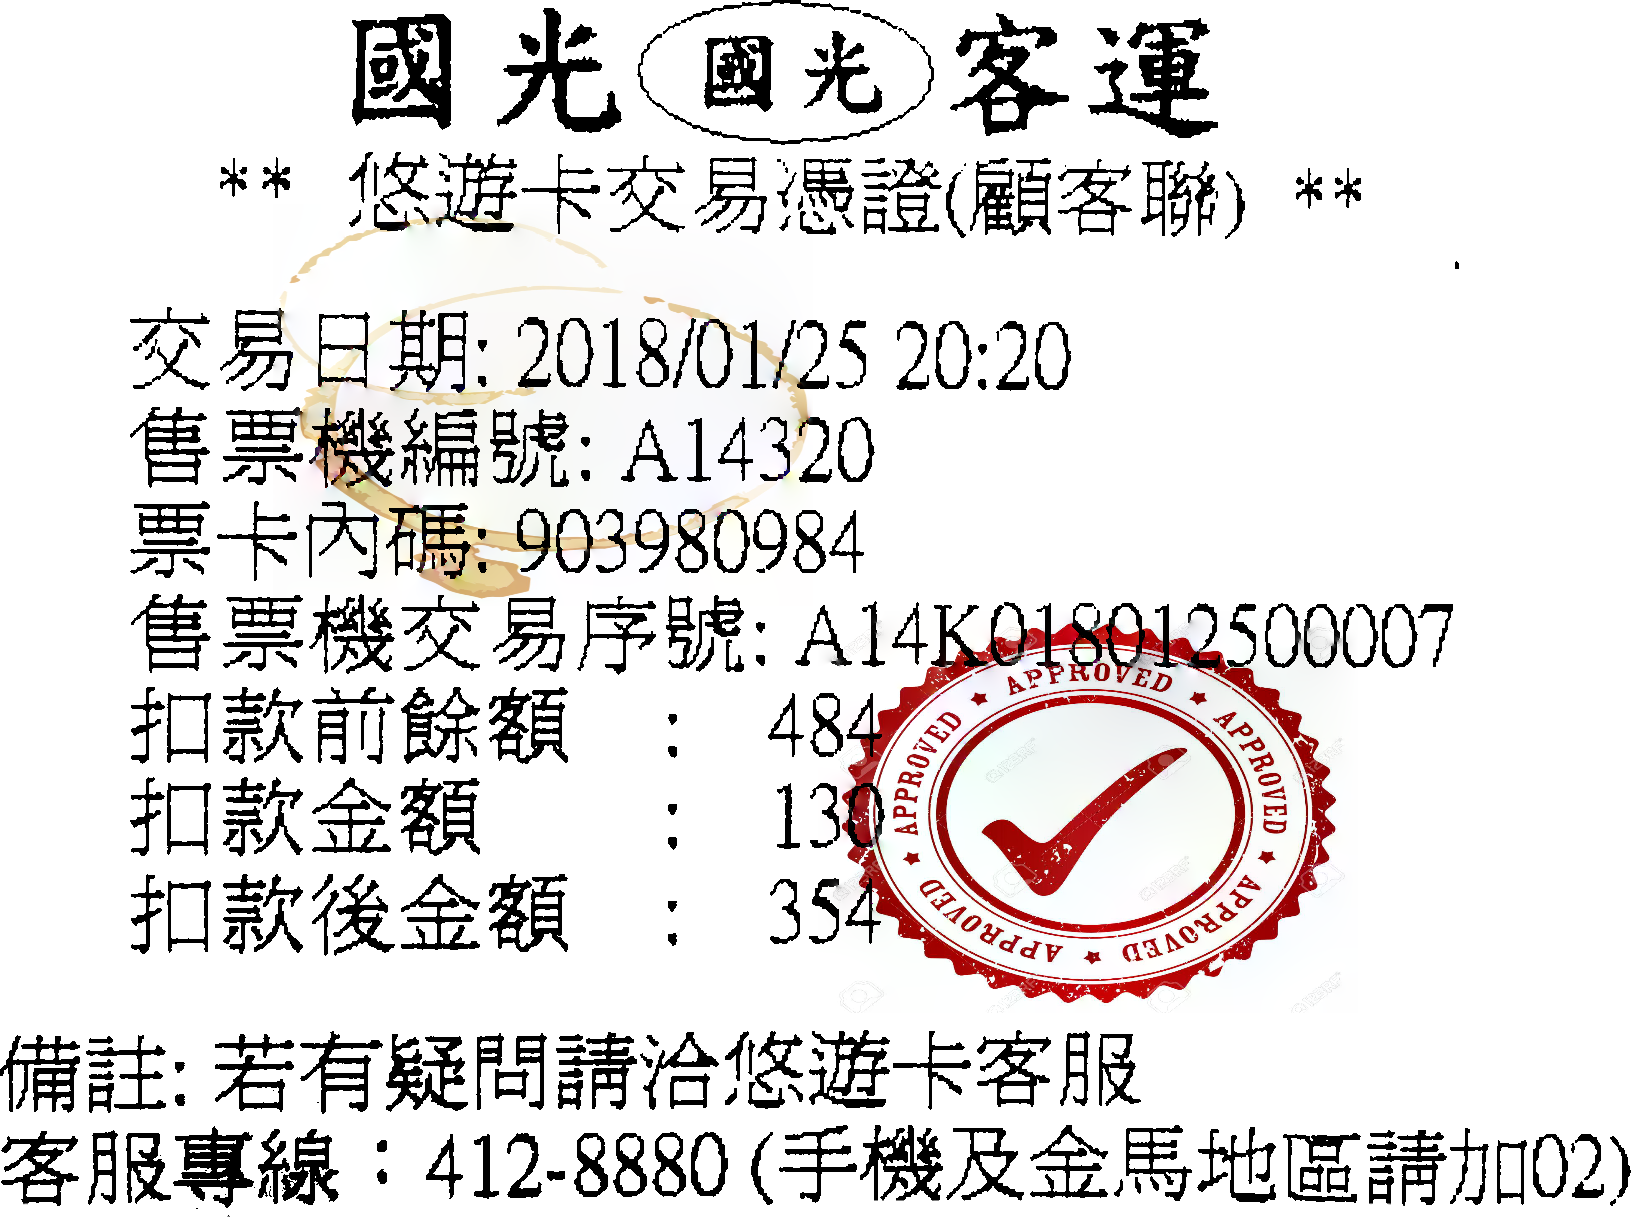 國光 國光 客運
** 悠遊卡交易憑證(顧客聯) **
交易日期: 2018/01/25 20:20
售票機編號: A14320
票卡內碼: 903980984
售票機交易序號: A14K018012500007
扣款前餘額 : 484
扣款金額 : 130
扣款後金額 : 354
APPROVED ★ APPROVED ★ APPROVED ★ APPROVED ★ APPROVED ★ APPROVED ★
備註: 若有疑問請洽悠遊卡客服
客服專線：412-8880 (手機及金馬地區請加02)